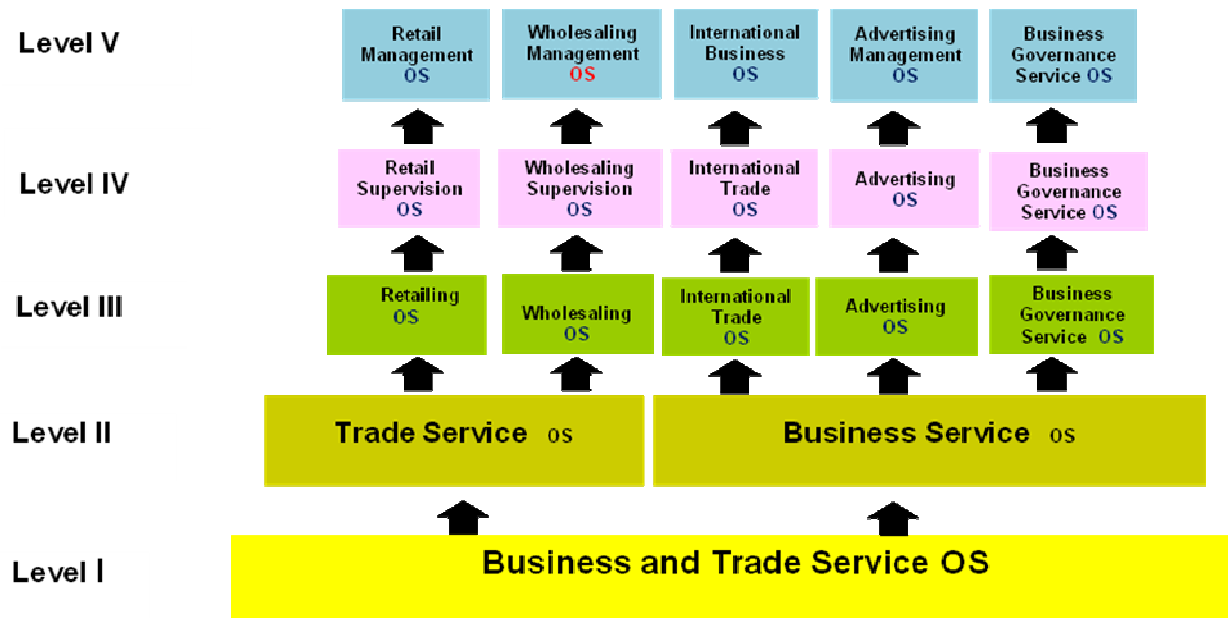 Level V
Retail
Management
OS
Wholesaling
Management
OS
International
Business
OS
Advertising
Management
OS
Business
Governance
Service OS
Level IV
Retail
Supervision
OS
Wholesaling
Supervision
OS
International
Trade
OS
Advertising
OS
Business
Governance
Service OS
Level III
Retailing
OS
Wholesaling
OS
International
Trade
OS
Advertising
OS
Business
Governance
Service OS
Level II
Trade Service OS
Business Service OS
Level I
Business and Trade Service OS